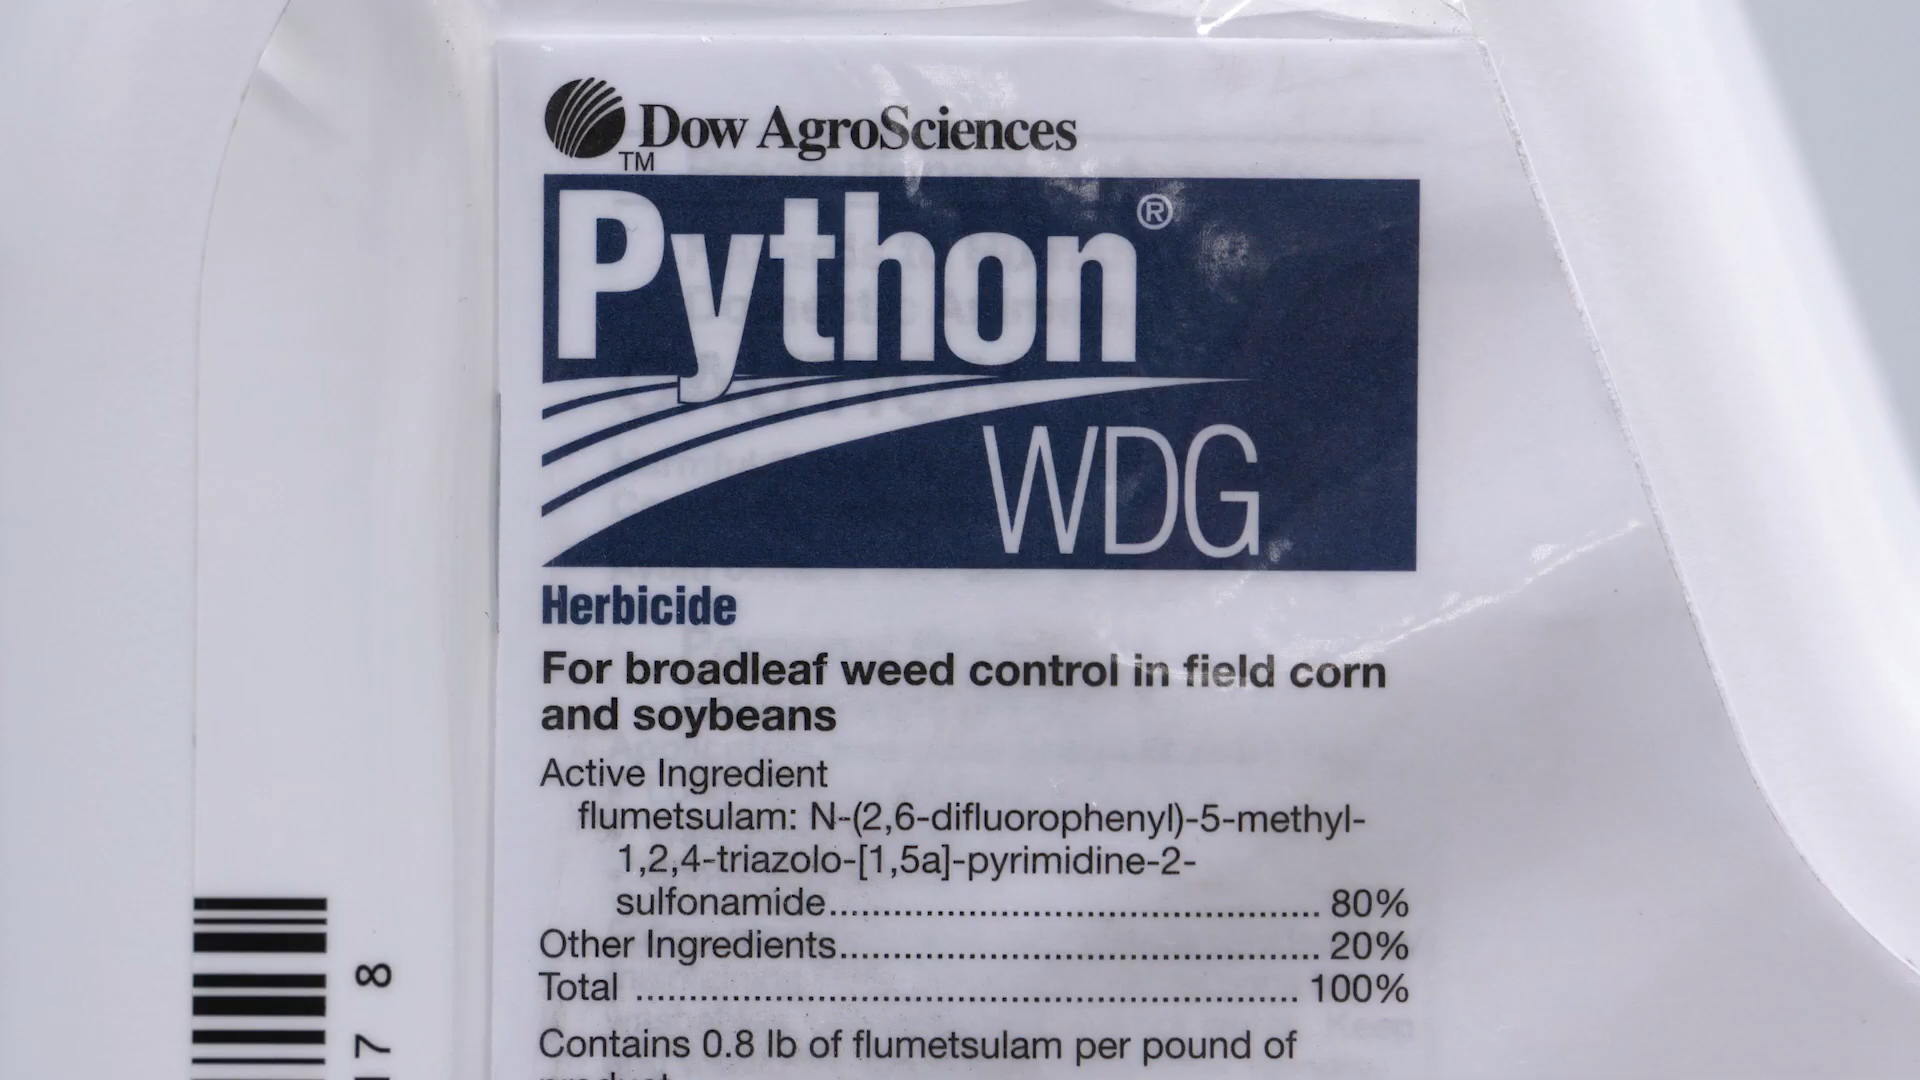 Dow AgroSciences
TM
Python®
WDG
Herbicide
For broadleaf weed control in field corn
and soybeans
Active Ingredient
flumetsulam: N-(2,6-difluorophenyl)-5-methyl-
1,2,4-triazolo-[1,5a]-pyrimidine-2-
sulfonamide.................................................. 80%
Other Ingredients.................................................. 20%
Total .................................................................. 100%
Contains 0.8 lb of flumetsulam per pound of
78